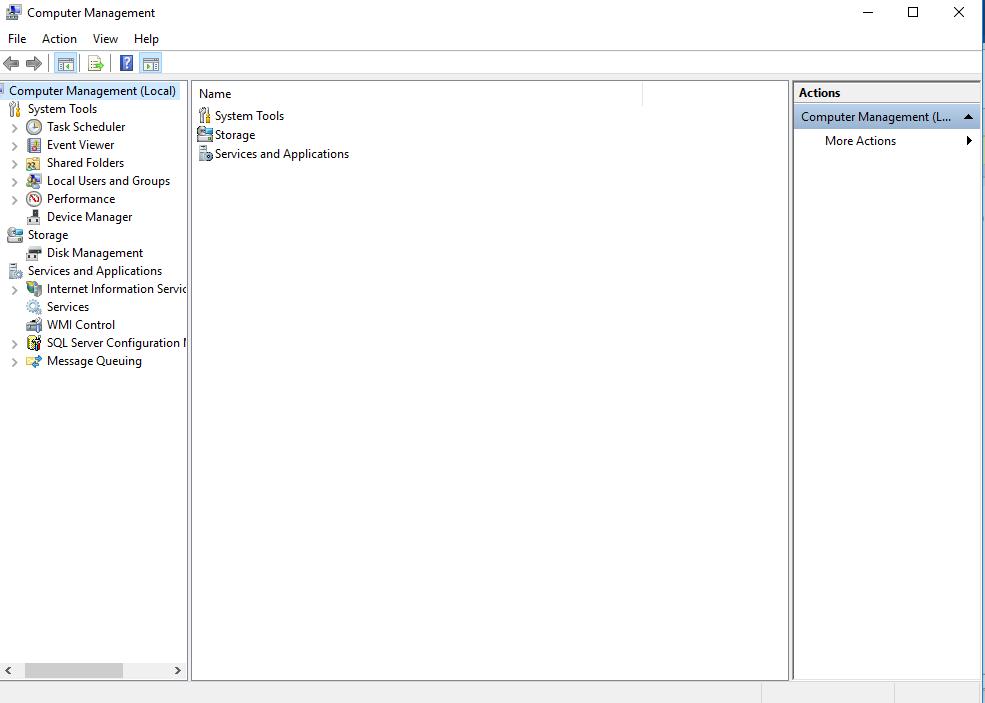 Computer Management
File Action View Help
Computer Management (Local)
System Tools
Task Scheduler
Event Viewer
Shared Folders
Local Users and Groups
Performance
Device Manager
Storage
Disk Management
Services and Applications
Internet Information Servic
Services
WMI Control
SQL Server Configuration M
Message Queuing
Name
System Tools
Storage
Services and Applications
Actions
Computer Management (L...
More Actions